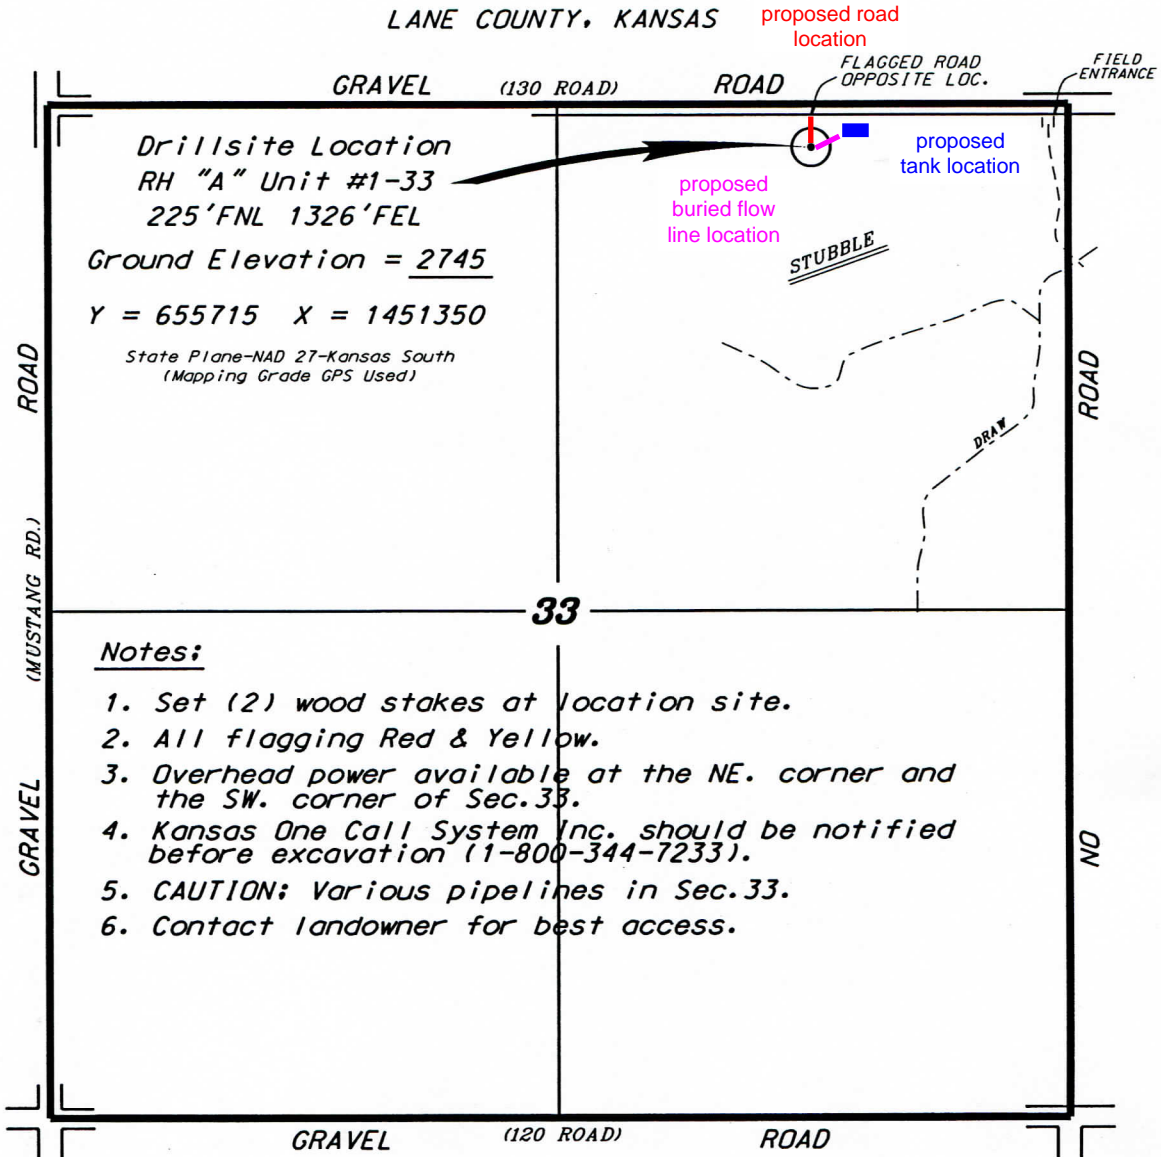 LANE COUNTY, KANSAS
proposed road
location
FLAGGED ROAD
OPPOSITE LOC.
FIELD
ENTRANCE
GRAVEL (130 ROAD) ROAD
Drillsite Location
RH "A" Unit #1-33
225'FNL 1326'FEL
Ground Elevation = 2745
Y = 655715 X = 1451350
State Plane-NAD 27-Kansas South
(Mapping Grade GPS Used)
proposed
tank location
proposed
buried flow
line location
STUBBLE
DRAW
ROAD
(MUSTANG RD.)
GRAVEL
ROAD
NO
33
Notes:
1. Set (2) wood stakes at location site.
2. All flagging Red & Yellow.
3. Overhead power available at the NE. corner and
the SW. corner of Sec.33.
4. Kansas One Call System Inc. should be notified
before excavation (1-800-344-7233).
5. CAUTION: Various pipelines in Sec.33.
6. Contact landowner for best access.
GRAVEL (120 ROAD) ROAD